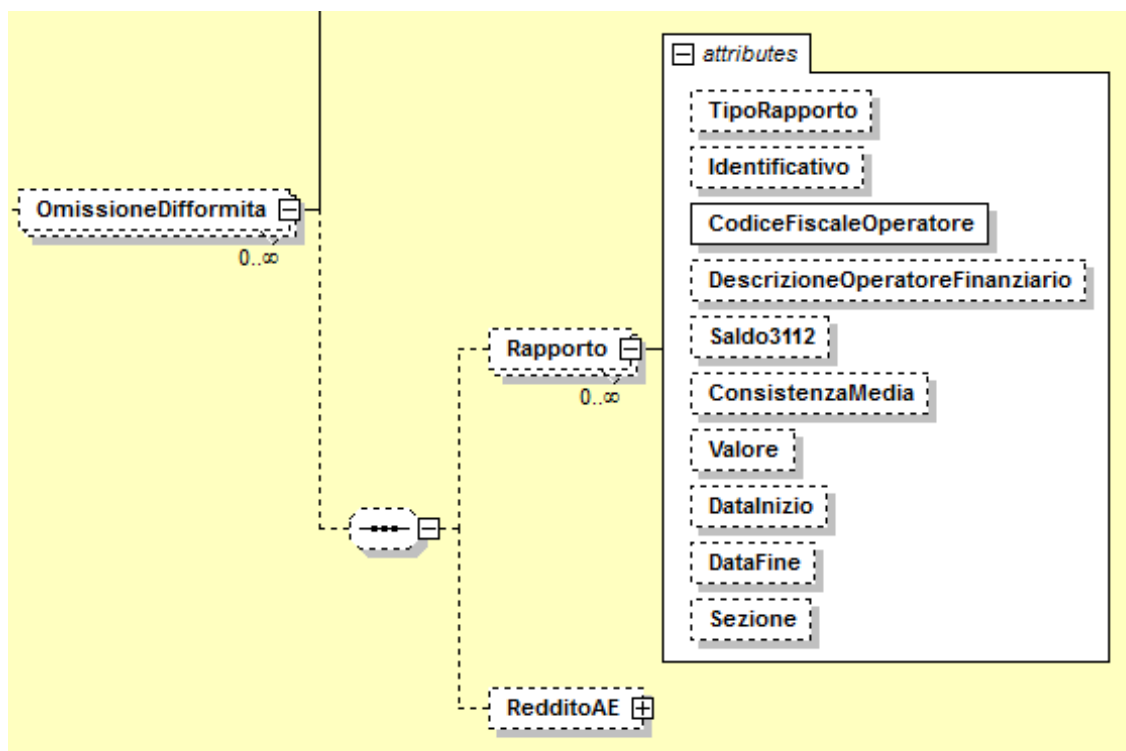 attributes
TipoRapporto
Identificativo
OmissioneDifformita
0..∞
CodiceFiscaleOperatore
DescrizioneOperatoreFinanziario
Saldo3112
Rapporto
0..∞
ConsistenzaMedia
Valore
DataInizio
DataFine
Sezione
RedditoAE